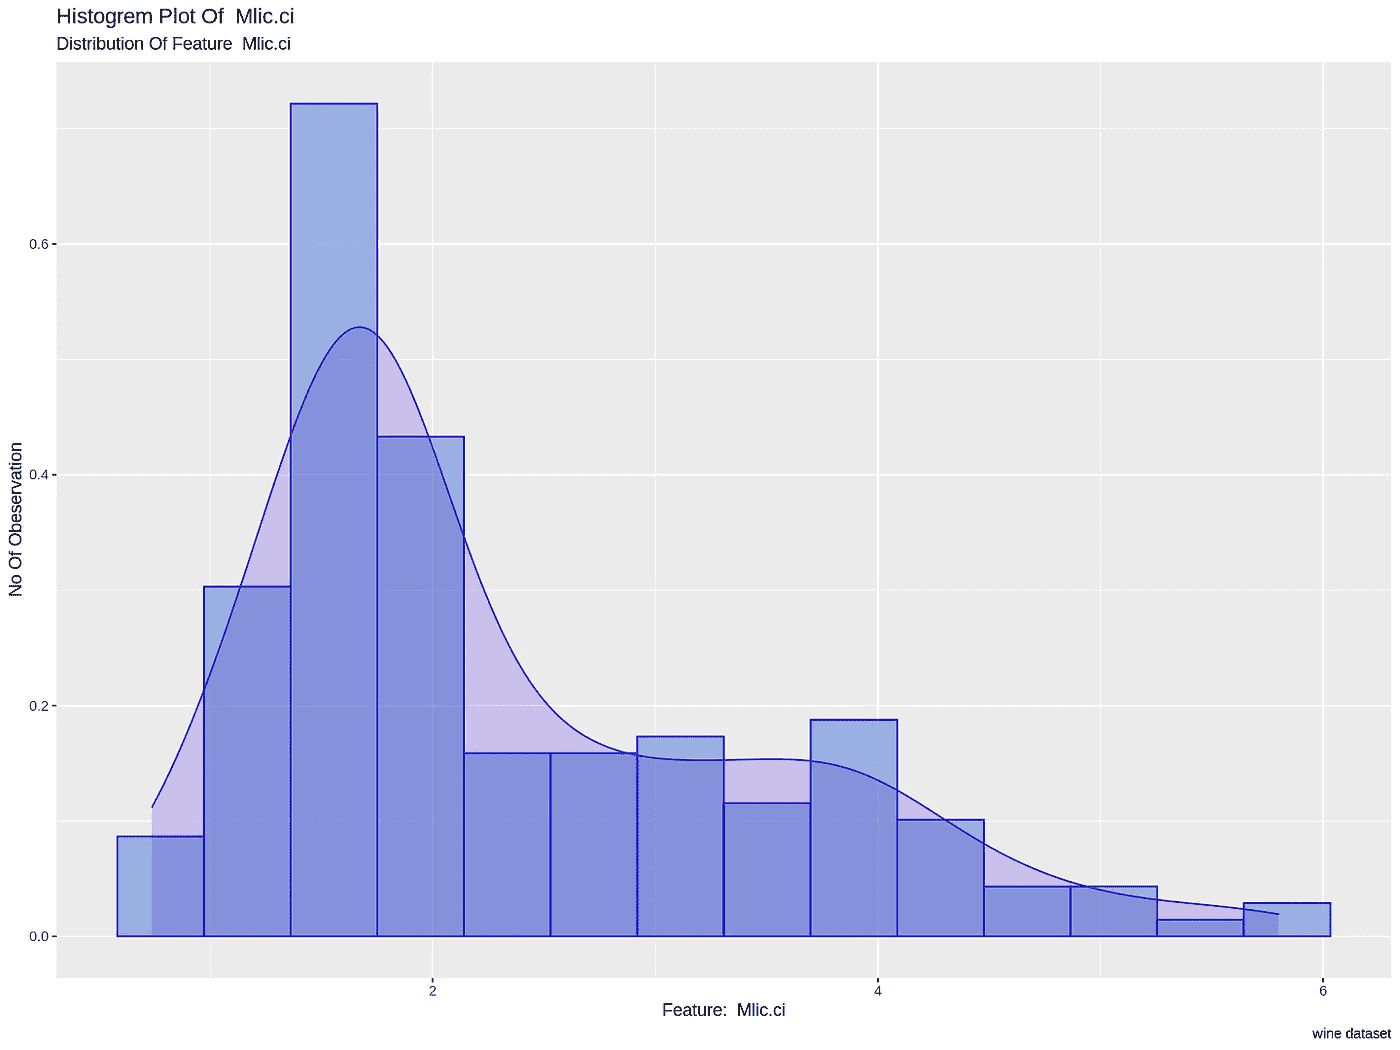 Histogrem Plot Of  Mlic.ci
Distribution Of Feature  Mlic.ci
No Of Obeservation
0.6
0.4
0.2
0.0
2
4
6
Feature:  Mlic.ci
wine dataset